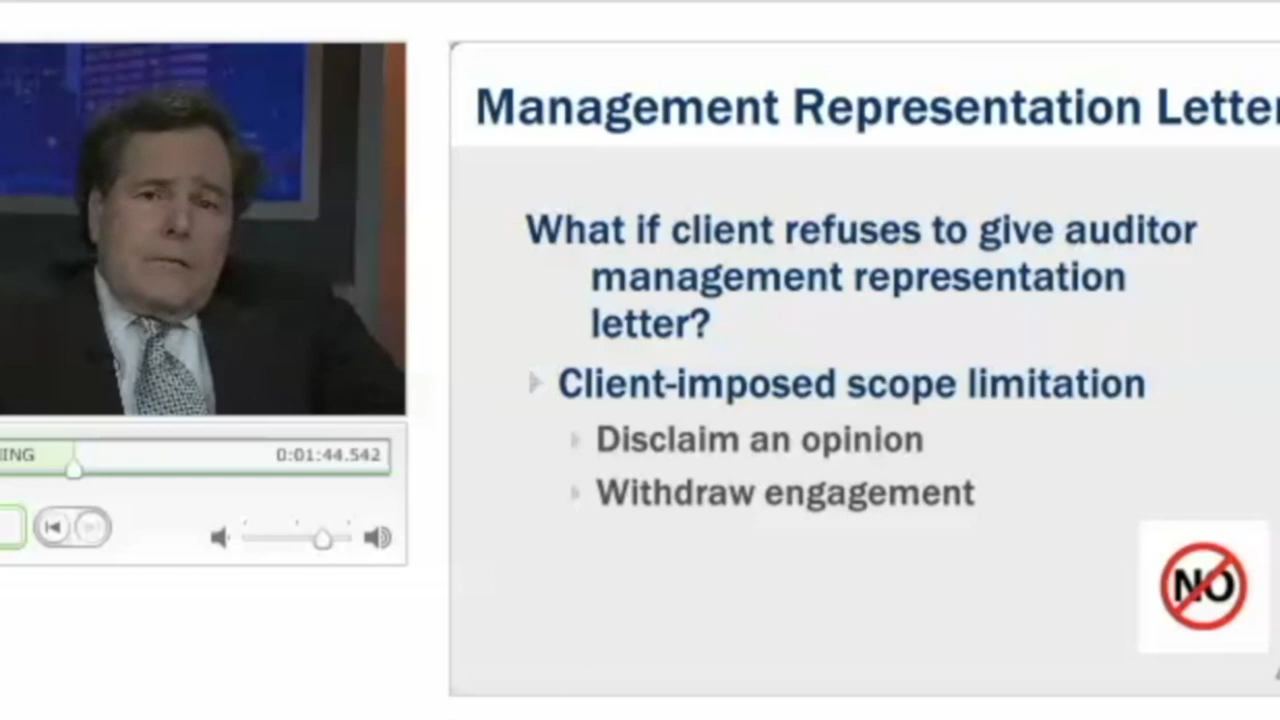 Management Representation Letter
What if client refuses to give auditor
management representation
letter?
Client-imposed scope limitation
Disclaim an opinion
Withdraw engagement
ING
0:01:44.542
NO